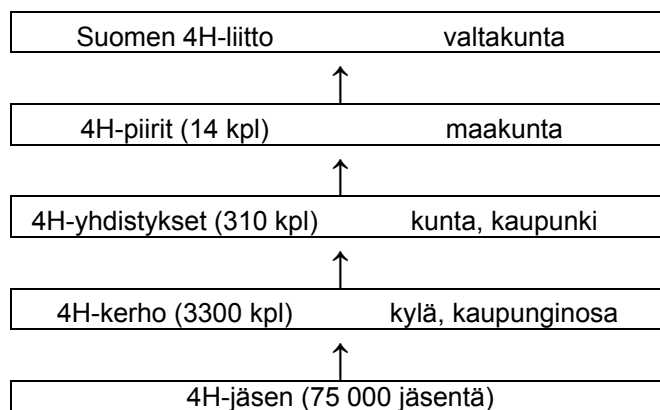 Suomen 4H-liitto valtakunta
4H-piirit (14 kpl) maakunta
4H-yhdistykset (310 kpl) kunta, kaupunki
4H-kerho (3300 kpl) kylä, kaupunginosa
4H-jäsen (75 000 jäsentä)